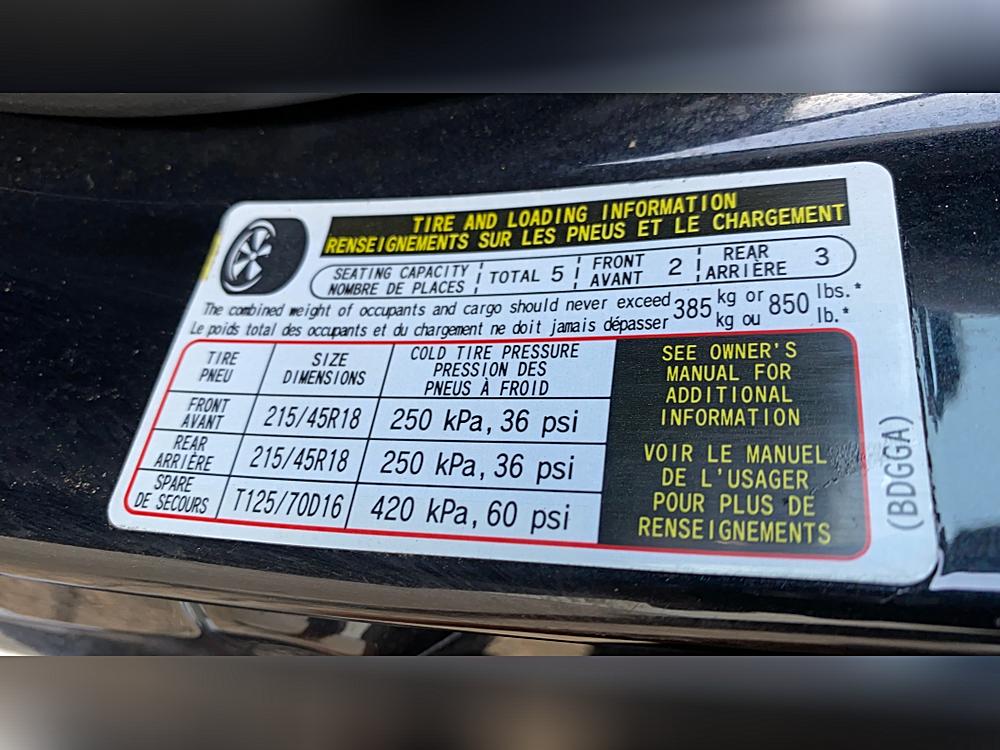 TIRE AND LOADING INFORMATION
RENSEIGNEMENTS SUR LES PNEUS ET LE CHARGEMENT
SEATING CAPACITY TOTAL 5 FRONT 2 REAR 3
NOMBRE DE PLACES AVANT ARRIÈRE
The combined weight of occupants and cargo should never exceed 385 kg or 850 lbs.*
Le poids total des occupants et du chargement ne doit jamais dépasser kg ou lb.*
TIRE SIZE COLD TIRE PRESSURE
PNEU DIMENSIONS PRESSION DES
PNEUS À FROID
FRONT
AVANT 215/45R18 250 kPa, 36 psi
REAR
ARRIÈRE 215/45R18 250 kPa, 36 psi
SPARE
DE SECOURS T125/70D16 420 kPa, 60 psi
SEE OWNER'S
MANUAL FOR
ADDITIONAL
INFORMATION
VOIR LE MANUEL
DE L'USAGER
POUR PLUS DE
RENSEIGNEMENTS
(BDGGA)